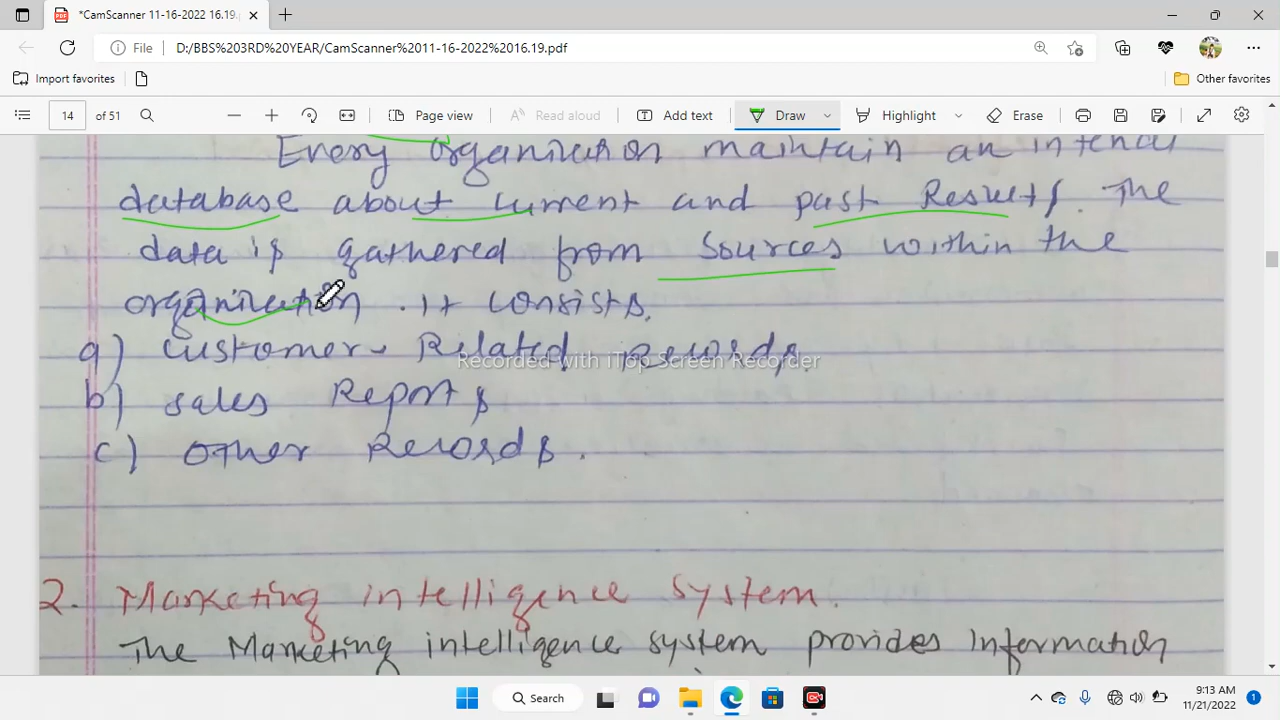 *CamScanner 11-16-2022 16.19.
File D:/BBS%203RD%20YEAR/CamScanner%2011-16-2022%2016.19.pdf
Import favorites
Other favorites
14 of 51 Page view Read aloud Add text Draw Highlight Erase
Every organization maintain an internal
database about current and past Results. The
data is gathered from Sources within the
organization. It consists.
a) Customer-Related Records.
Recorded with iTop Screen Recorder
b) Sales Reports
c) Other Records.
2. Marketing intelligence System.
The Marketing intelligence system provides Information
Search
9:13 AM
11/21/2022
1